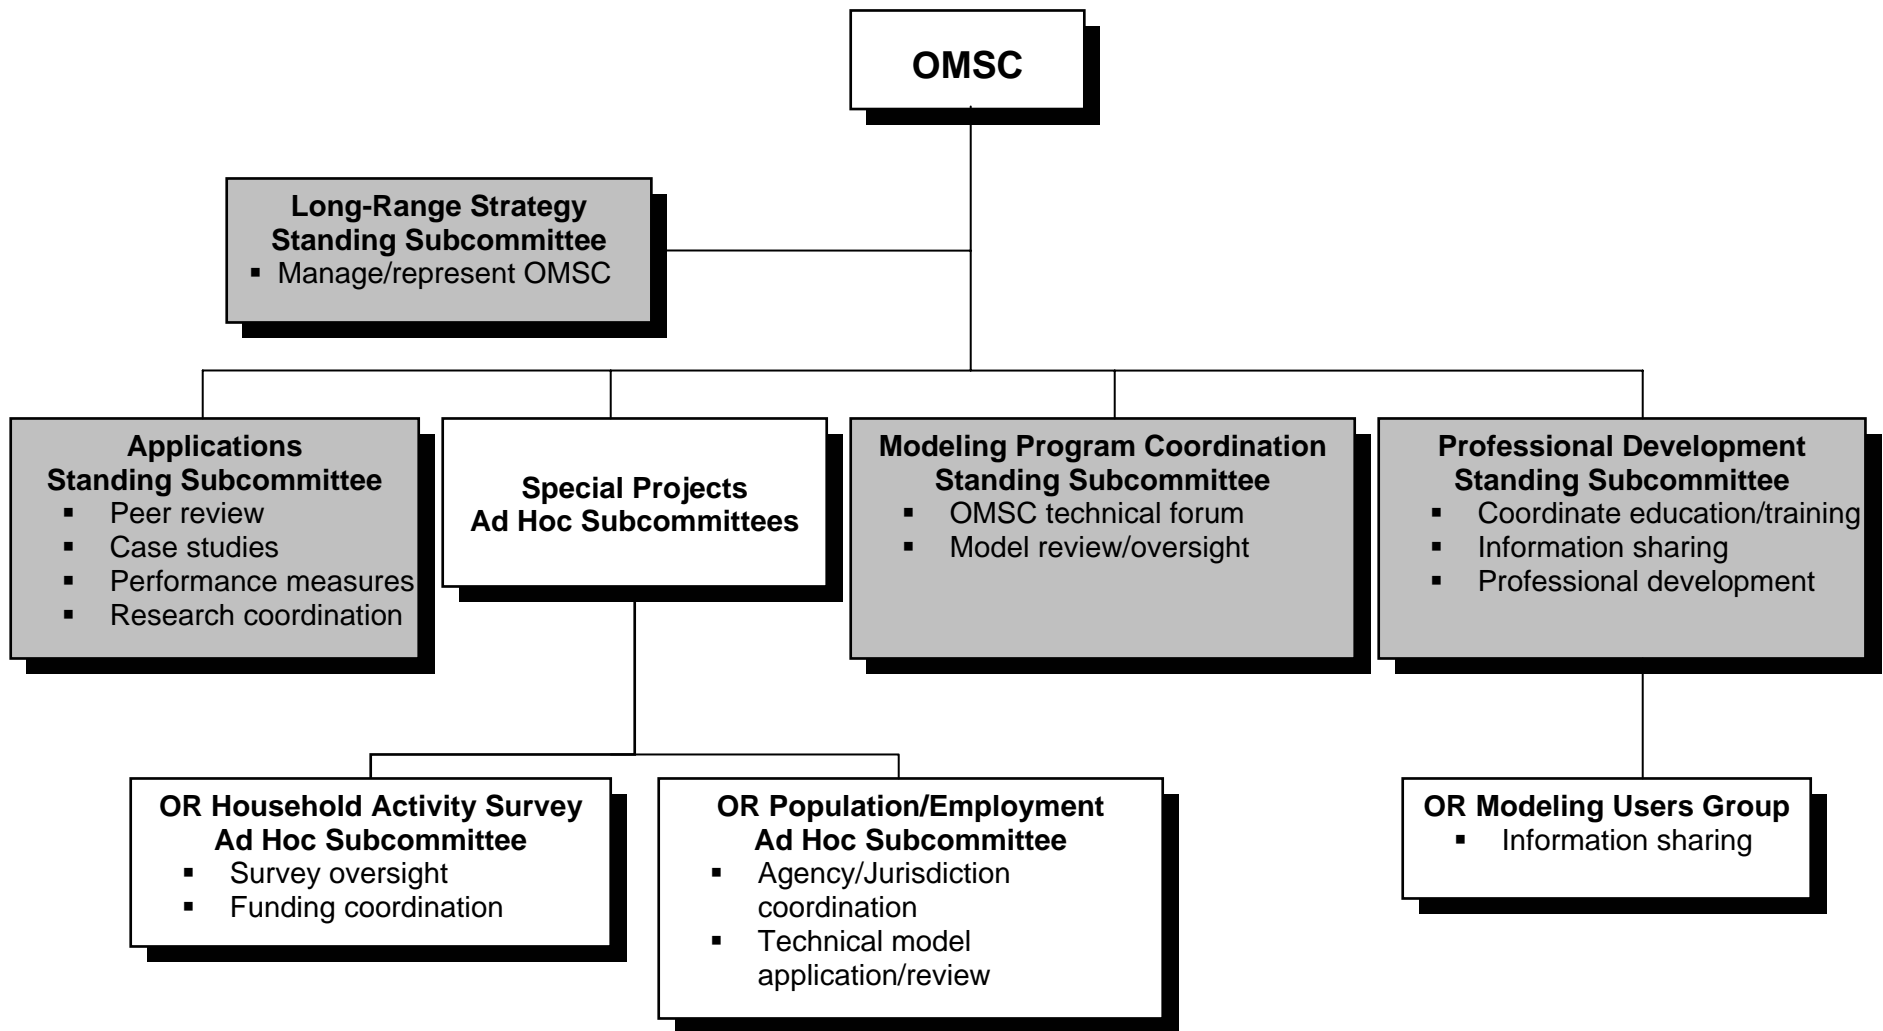 OMSC
Long-Range Strategy
Standing Subcommittee
▪ Manage/represent OMSC
Applications
Standing Subcommittee
▪ Peer review
▪ Case studies
▪ Performance measures
▪ Research coordination
Special Projects
Ad Hoc Subcommittees
Modeling Program Coordination
Standing Subcommittee
▪ OMSC technical forum
▪ Model review/oversight
Professional Development
Standing Subcommittee
▪ Coordinate education/training
▪ Information sharing
▪ Professional development
OR Household Activity Survey
Ad Hoc Subcommittee
▪ Survey oversight
▪ Funding coordination
OR Population/Employment
Ad Hoc Subcommittee
▪ Agency/Jurisdiction
coordination
▪ Technical model
application/review
OR Modeling Users Group
▪ Information sharing